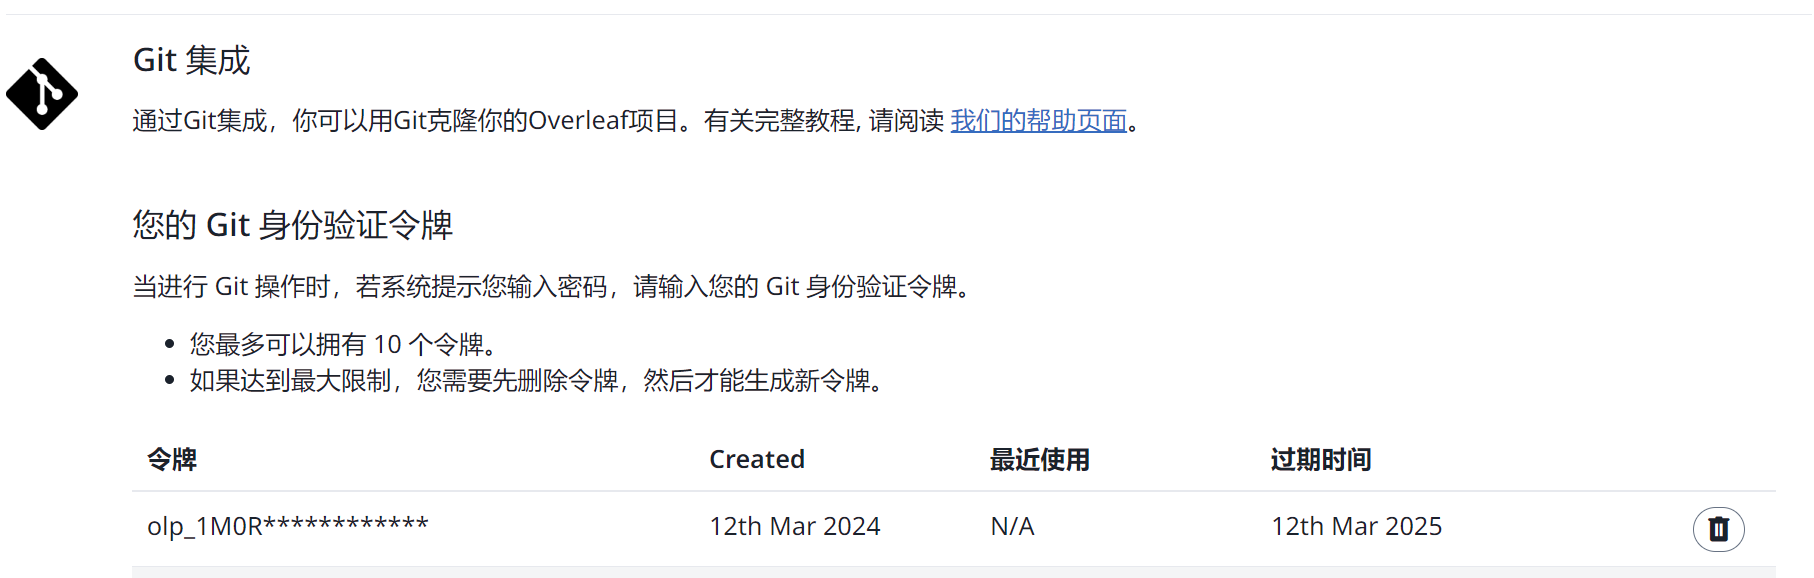 Git 集成
通过Git集成，你可以用Git克隆你的Overleaf项目。有关完整教程, 请阅读 我们的帮助页面。
您的 Git 身份验证令牌
当进行 Git 操作时，若系统提示您输入密码，请输入您的 Git 身份验证令牌。
• 您最多可以拥有 10 个令牌。
• 如果达到最大限制，您需要先删除令牌，然后才能生成新令牌。
令牌 Created 最近使用 过期时间
olp_1M0R************ 12th Mar 2024 N/A 12th Mar 2025